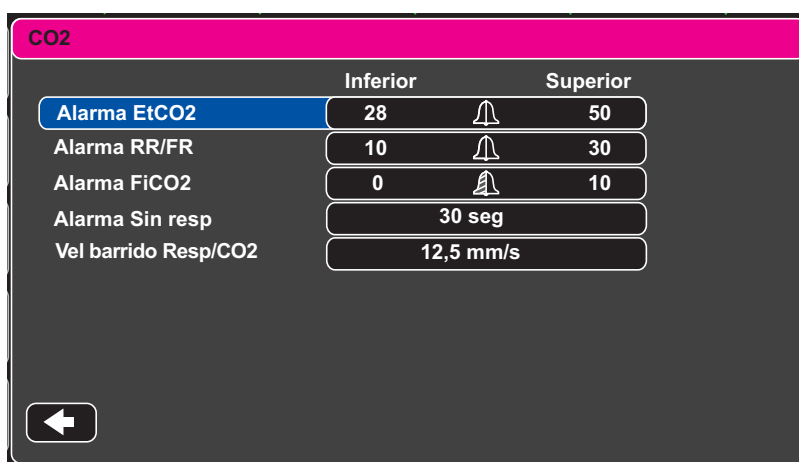 CO2
Inferior Superior
Alarma EtCO2 28 50
Alarma RR/FR 10 30
Alarma FiCO2 0 10
Alarma Sin resp 30 seg
Vel barrido Resp/CO2 12,5 mm/s